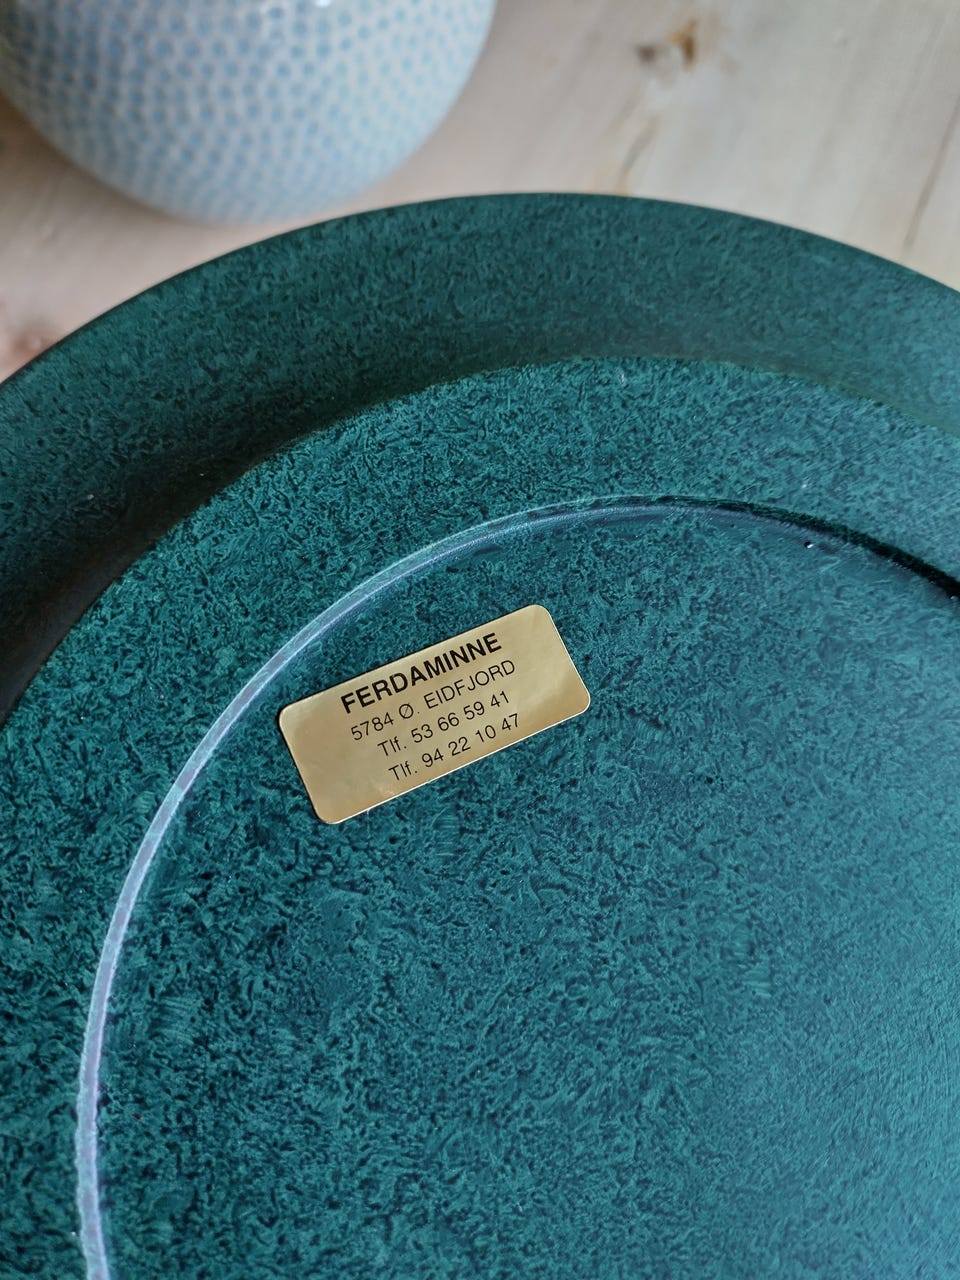 FERDAMINNE
5784 Ø. EIDFJORD
Tlf. 53 66 59 41
Tlf. 94 22 10 47